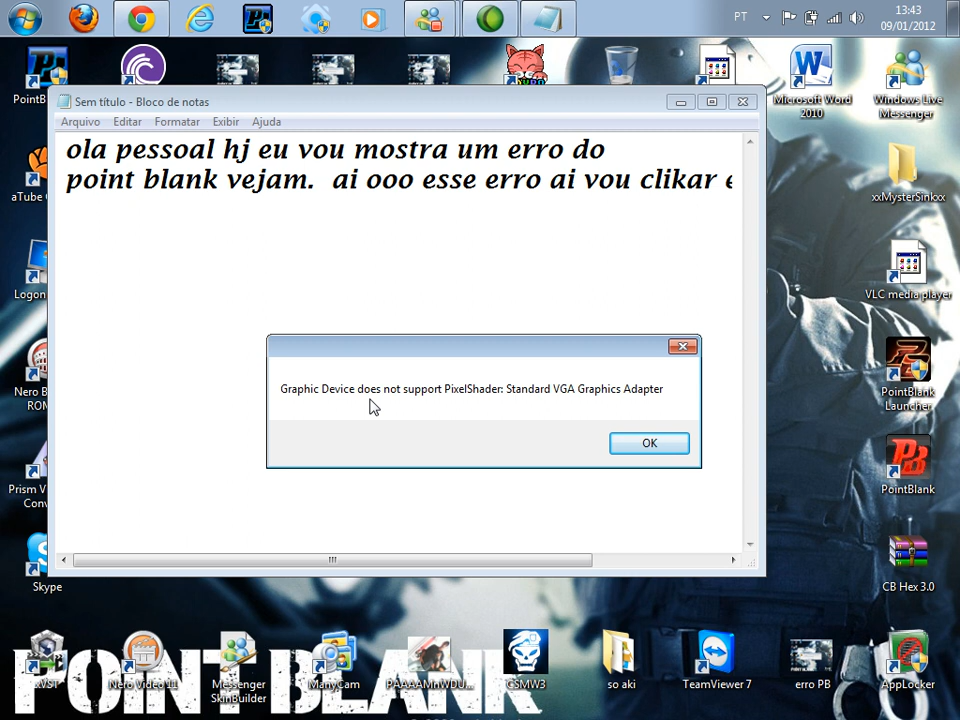 PT
13:43
09/01/2012
Sem título - Bloco de notas
Arquivo Editar Formatar Exibir Ajuda
ola pessoal hj eu vou mostra um erro do
point blank vejam. ai ooo esse erro ai vou clikar e
Graphic Device does not support PixelShader: Standard VGA Graphics Adapter
OK
PointB
aTube
Logon
Nero B
ROM
Prism V
Conv
Skype
Microsoft Word
2010
Windows Live
Messenger
xxMysterSinkxx
VLC media player
PointBlank
Launcher
PointBlank
CB Hex 3.0
Nero Video 11
Messenger
SkinBuilder
ManyCam
PAAAAMnWDU...
CSMW3
so aki
TeamViewer 7
erro PB
AppLocker
POINT BLANK